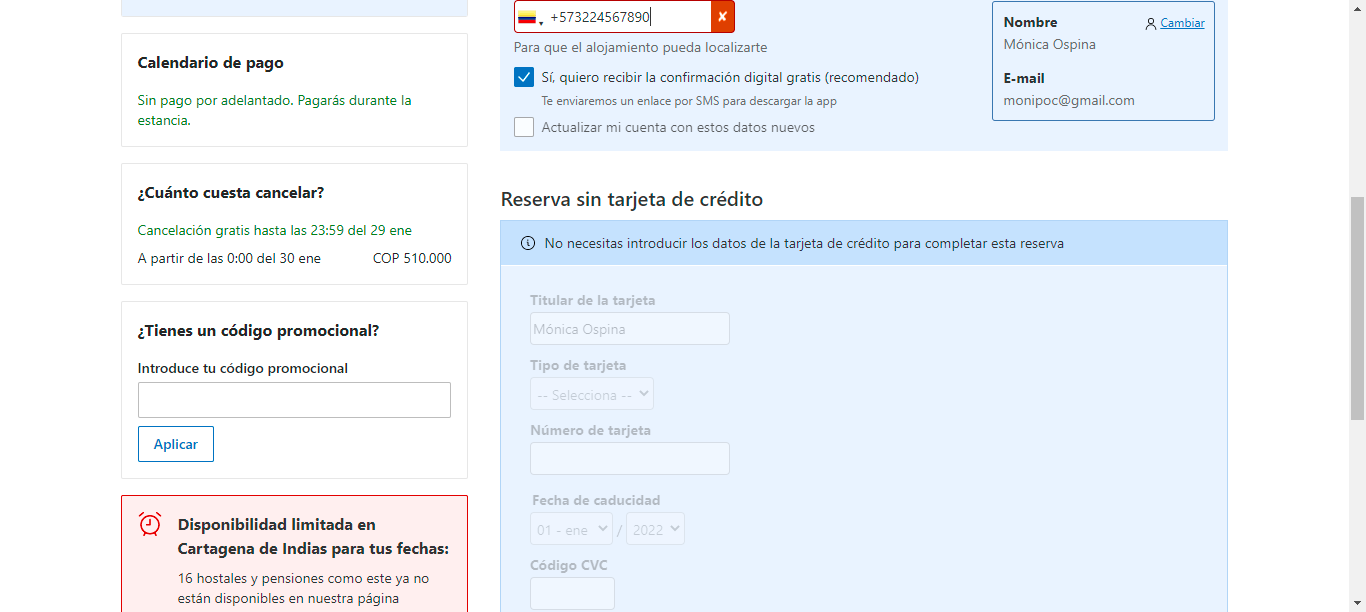 Calendario de pago
Sin pago por adelantado. Pagarás durante la
estancia.
¿Cuánto cuesta cancelar?
Cancelación gratis hasta las 23:59 del 29 ene
A partir de las 0:00 del 30 ene COP 510.000
¿Tienes un código promocional?
Introduce tu código promocional
Aplicar
Disponibilidad limitada en
Cartagena de Indias para tus fechas:
16 hostales y pensiones como este ya no
están disponibles en nuestra página
+573224567890
Para que el alojamiento pueda localizarte
Sí, quiero recibir la confirmación digital gratis (recomendado)
Te enviaremos un enlace por SMS para descargar la app
Actualizar mi cuenta con estos datos nuevos
Nombre Cambiar
Mónica Ospina
E-mail
monipoc@gmail.com
Reserva sin tarjeta de crédito
No necesitas introducir los datos de la tarjeta de crédito para completar esta reserva
Titular de la tarjeta
Mónica Ospina
Tipo de tarjeta
-- Selecciona --
Número de tarjeta
Fecha de caducidad
01 - ene / 2022
Código CVC